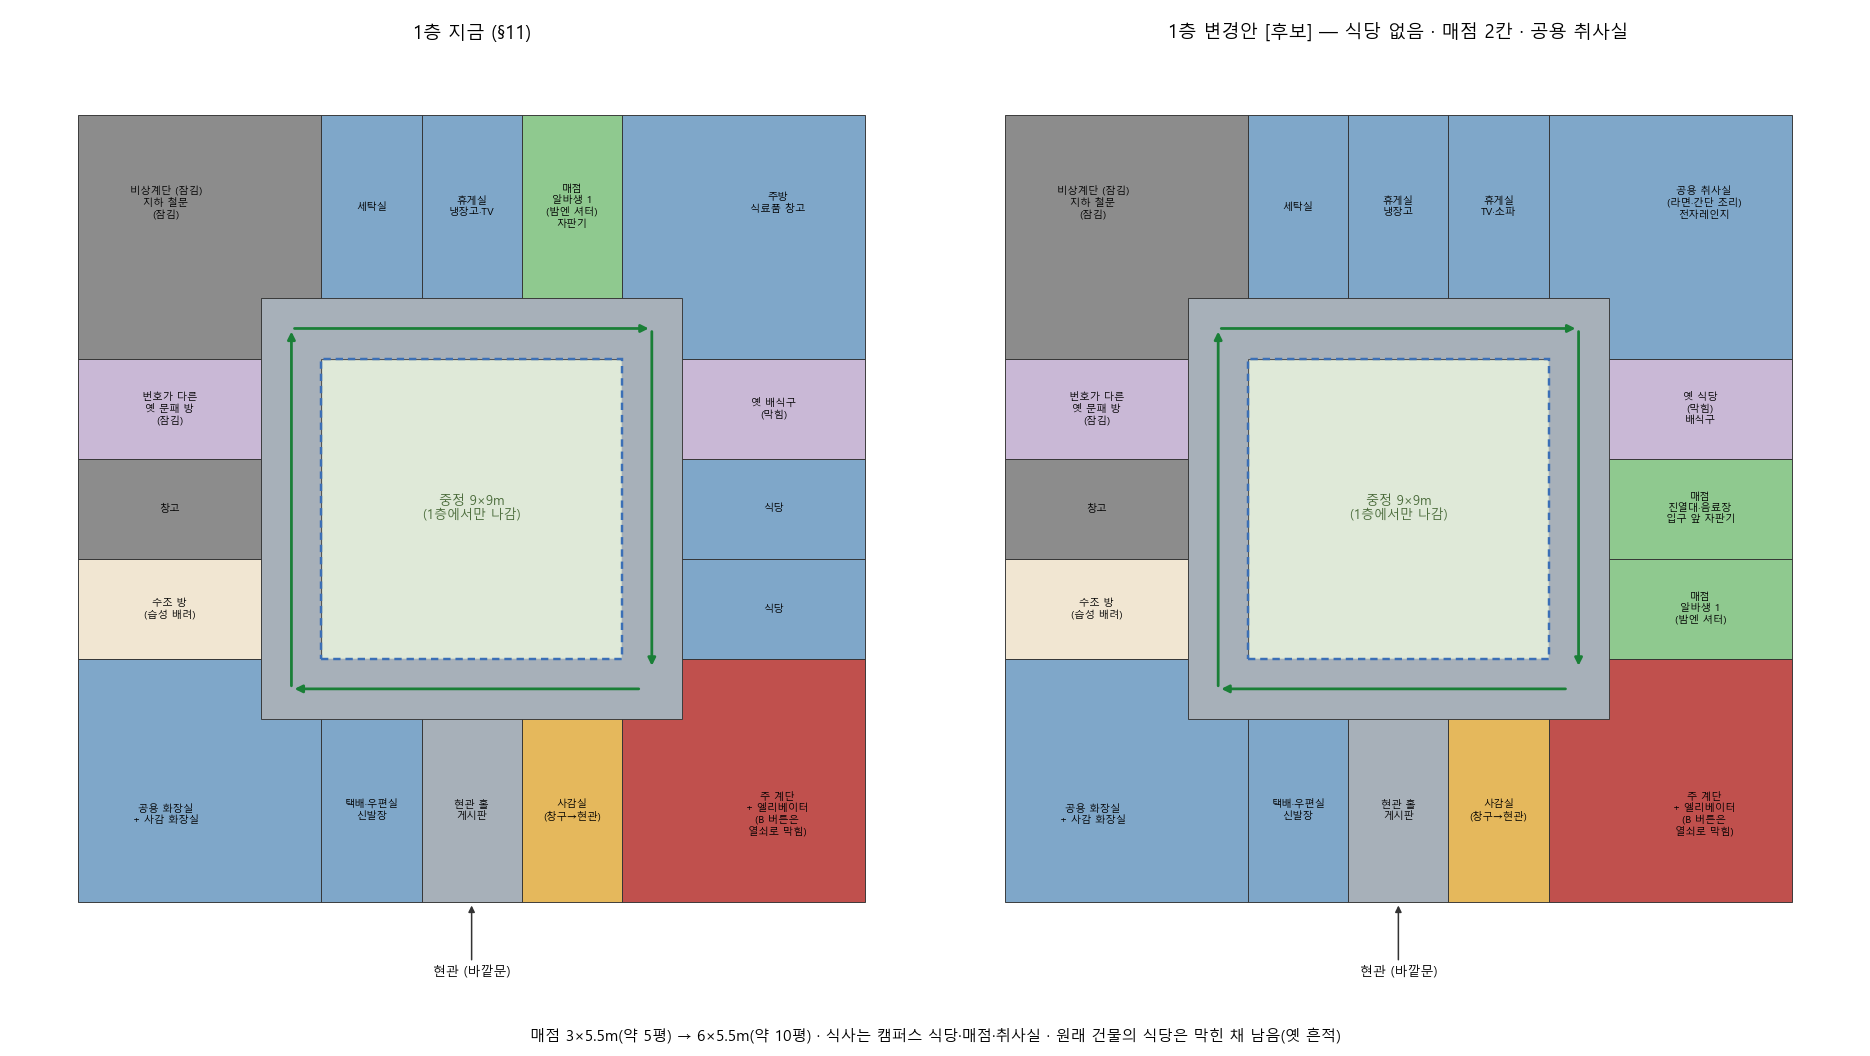 1층 지금 (§11)
비상계단 (잠김)
지하 철문
(잠김)
세탁실
휴게실
냉장고·TV
매점
알바생 1
(밤엔 셔터)
자판기
주방
식료품 창고
번호가 다른
옛 문패 방
(잠김)
옛 배식구
(막힘)
창고
중정 9×9m
(1층에서만 나감)
식당
수조 방
(습성 배려)
식당
공용 화장실
+ 사감 화장실
택배·우편실
신발장
현관 홀
게시판
사감실
(창구→현관)
주 계단
+ 엘리베이터
(B 버튼은
열쇠로 막힘)
현관 (바깥문)
1층 변경안 [후보] — 식당 없음 · 매점 2칸 · 공용 취사실
비상계단 (잠김)
지하 철문
(잠김)
세탁실
휴게실
냉장고
휴게실
TV·소파
공용 취사실
(라면·간단 조리)
전자레인지
번호가 다른
옛 문패 방
(잠김)
옛 식당
(막힘)
배식구
창고
중정 9×9m
(1층에서만 나감)
매점
진열대·음료장
입구 앞 자판기
수조 방
(습성 배려)
매점
알바생 1
(밤엔 셔터)
공용 화장실
+ 사감 화장실
택배·우편실
신발장
현관 홀
게시판
사감실
(창구→현관)
주 계단
+ 엘리베이터
(B 버튼은
열쇠로 막힘)
현관 (바깥문)
매점 3×5.5m(약 5평) → 6×5.5m(약 10평) · 식사는 캠퍼스 식당·매점·취사실 · 원래 건물의 식당은 막힌 채 남음(옛 흔적)